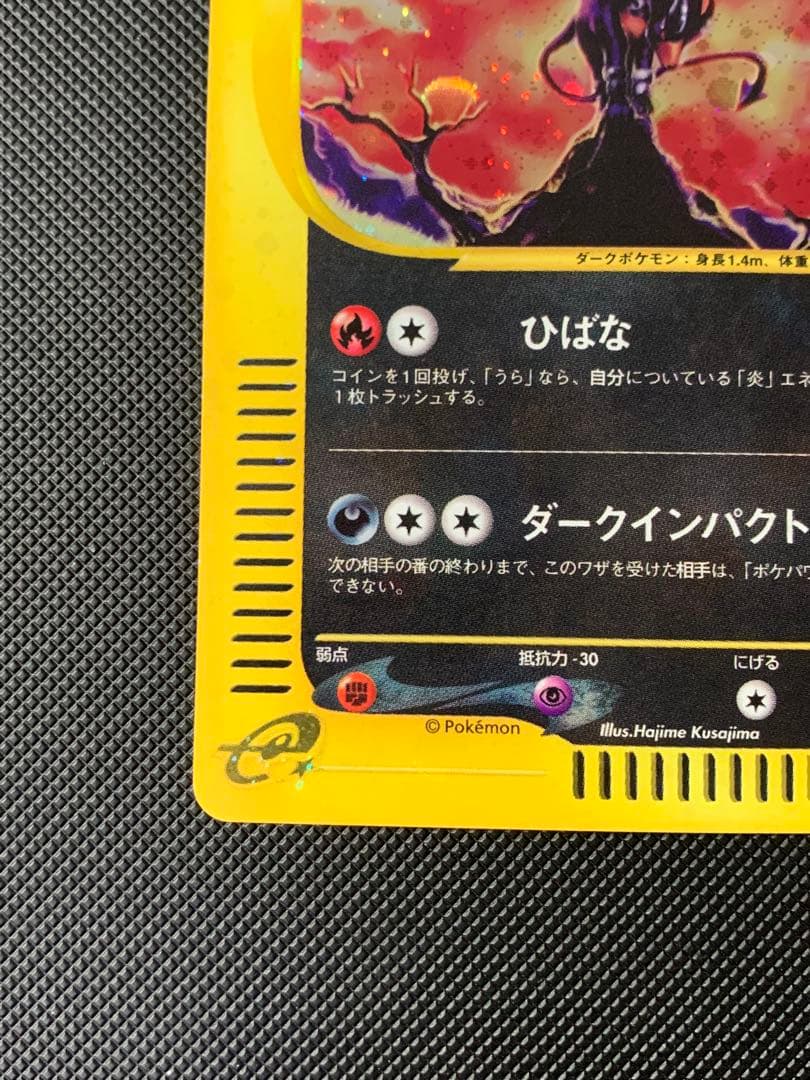 ダークポケモン：身長1.4m、体重
ひばな
コインを1回投げ、「うら」なら、自分についている「炎」エネ
1枚トラッシュする。
ダークインパクト
次の相手の番の終わりまで、このワザを受けた相手は、「ポケパワ
できない。
弱点 抵抗力-30 にげる
© Pokémon Illus.Hajime Kusajima
e